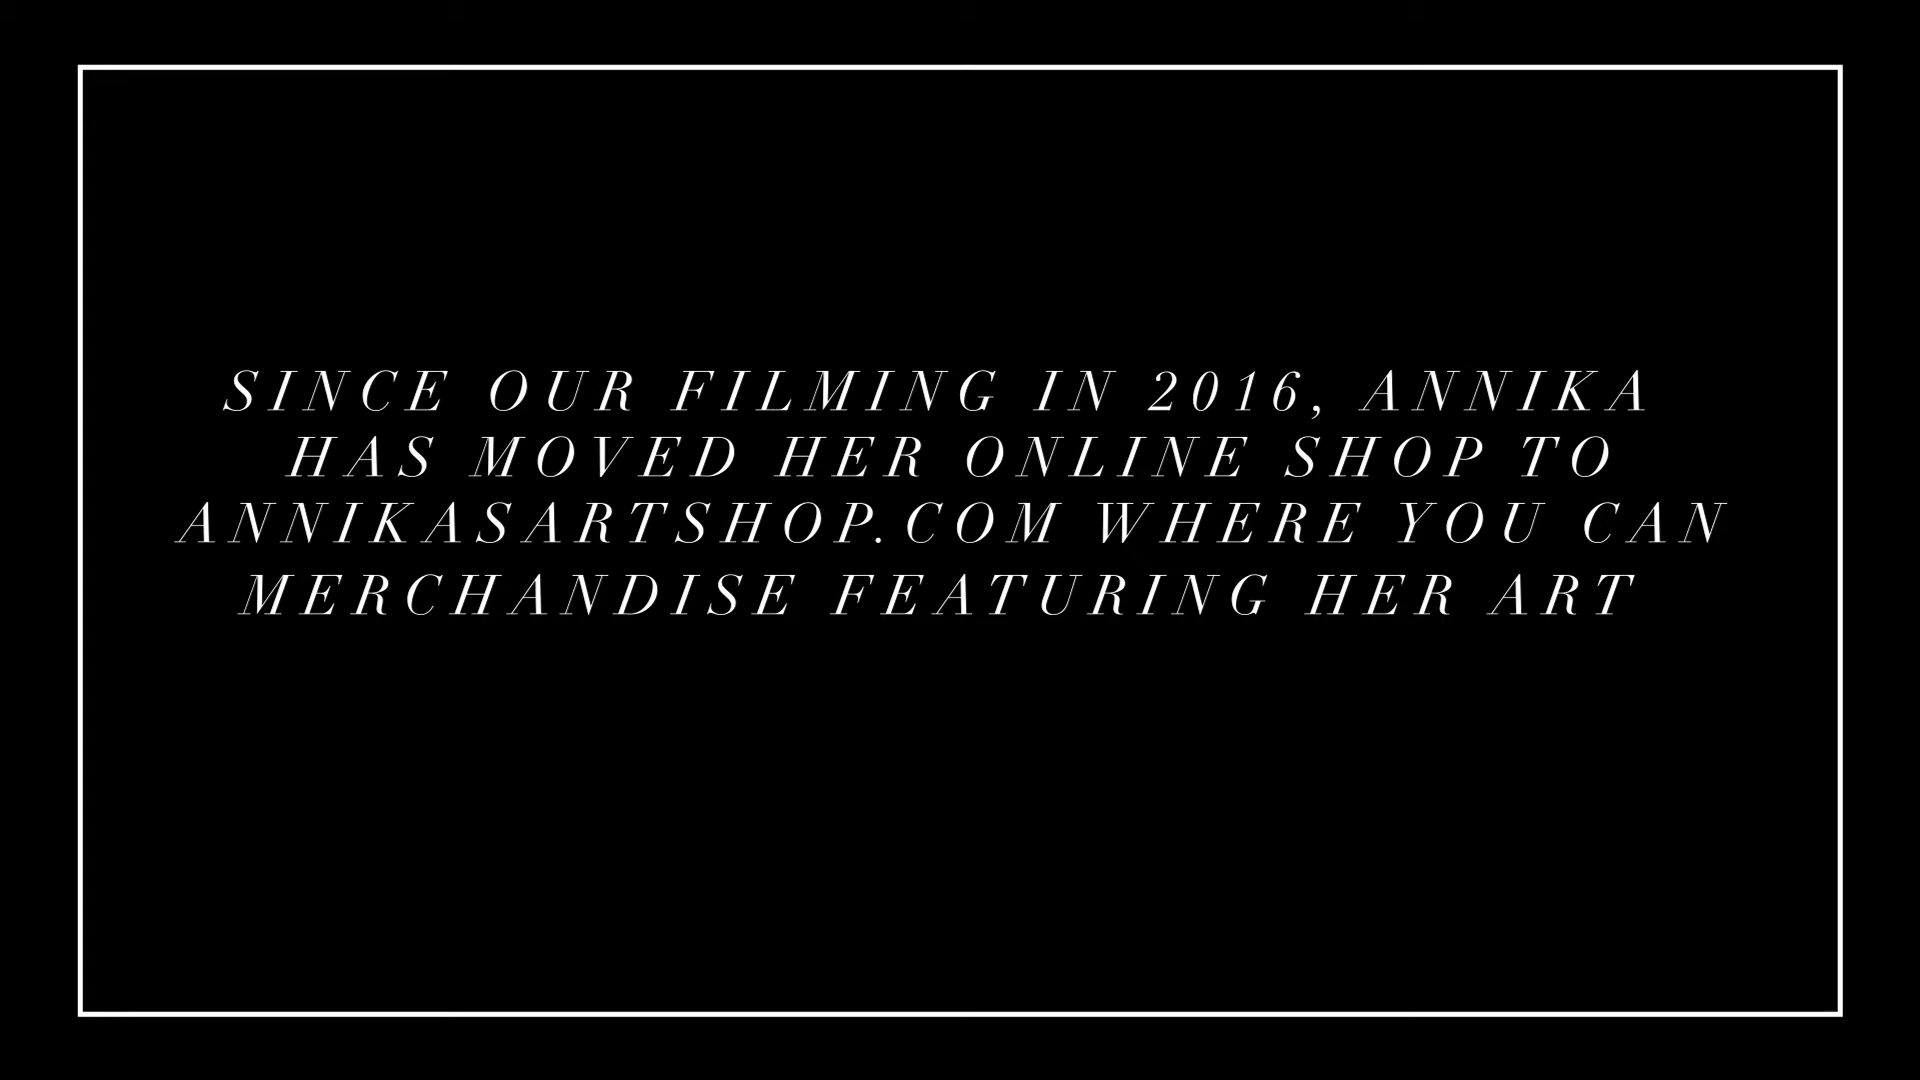 SINCE OUR FILMING IN 2016, ANNIKA
HAS MOVED HER ONLINE SHOP TO
ANNIKASARTSHOP.COM WHERE YOU CAN
MERCHANDISE FEATURING HER ART